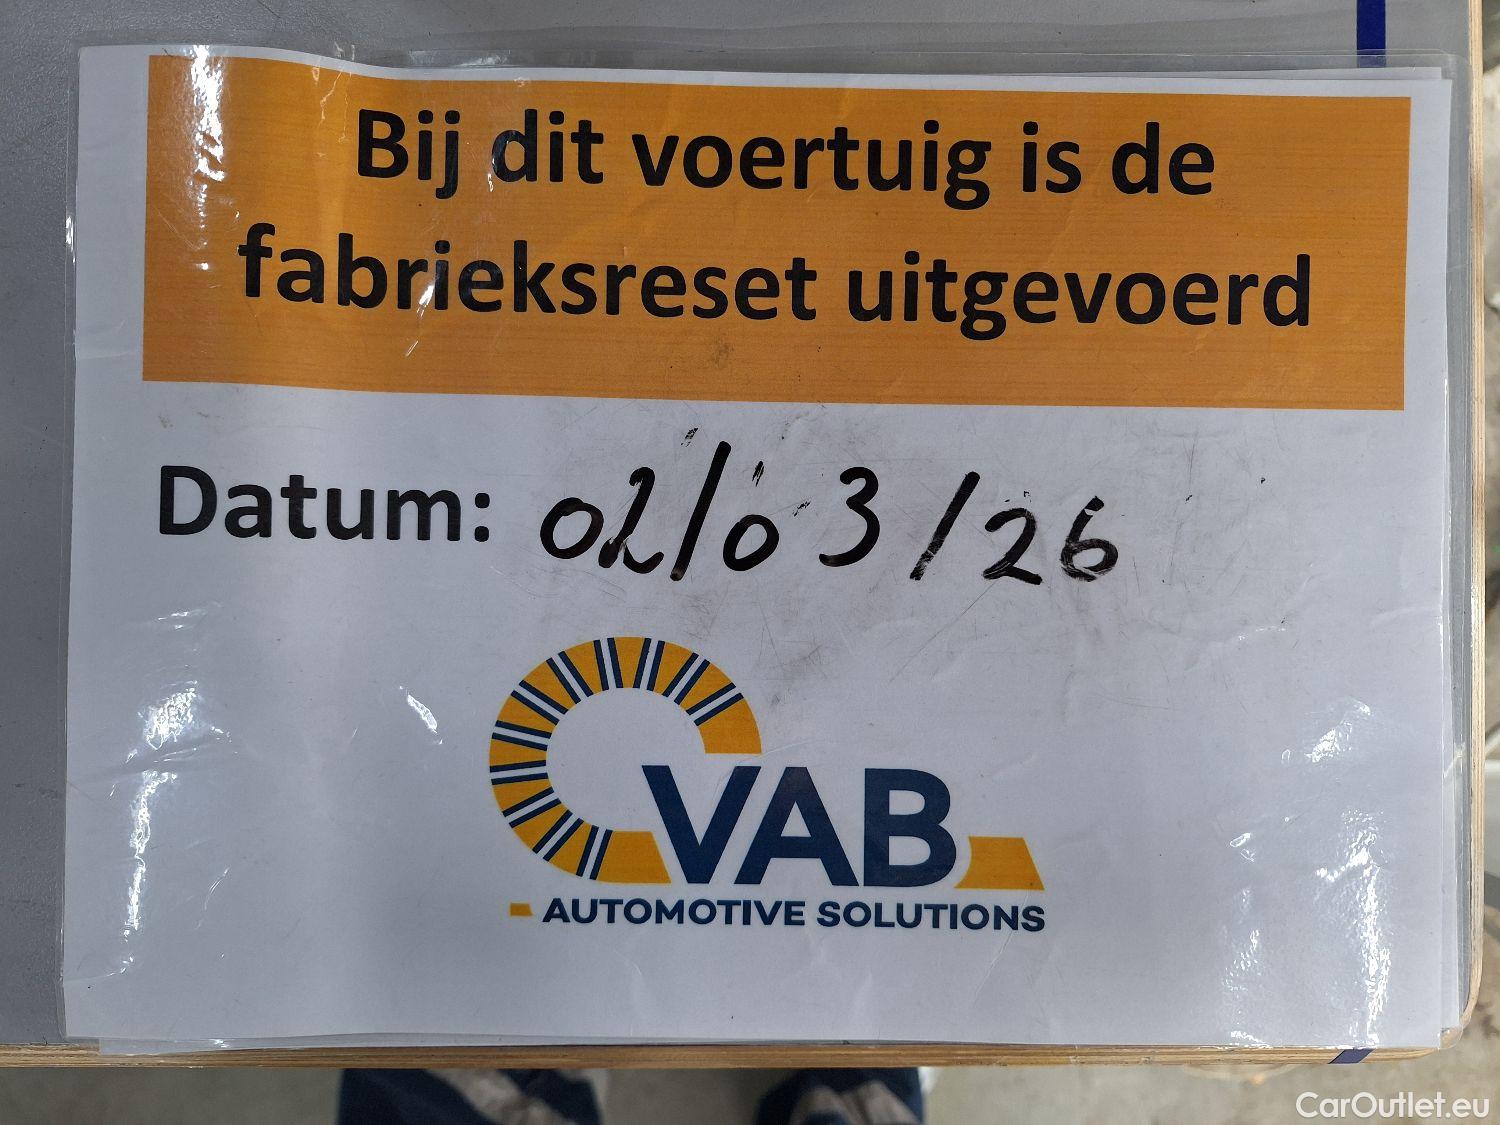 Bij dit voertuig is de
fabrieksreset uitgevoerd
Datum: 02/03/26
VAB
AUTOMOTIVE SOLUTIONS
CarOutlet.eu